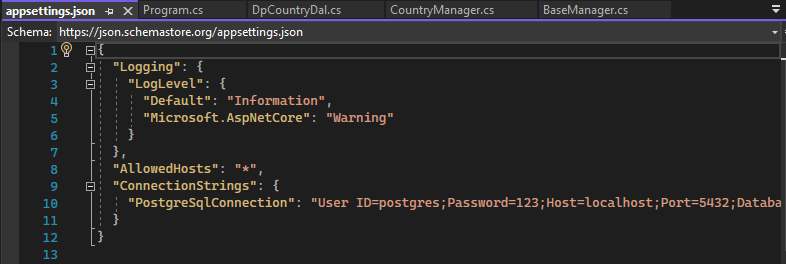 appsettings.json Program.cs DpCountryDal.cs CountryManager.cs BaseManager.cs
Schema: https://json.schemastore.org/appsettings.json
1 {
2 "Logging": {
3 "LogLevel": {
4 "Default": "Information",
5 "Microsoft.AspNetCore": "Warning"
6 }
7 },
8 "AllowedHosts": "*",
9 "ConnectionStrings": {
10 "PostgreSqlConnection": "User ID=postgres;Password=123;Host=localhost;Port=5432;Databa
11 }
12 }
13